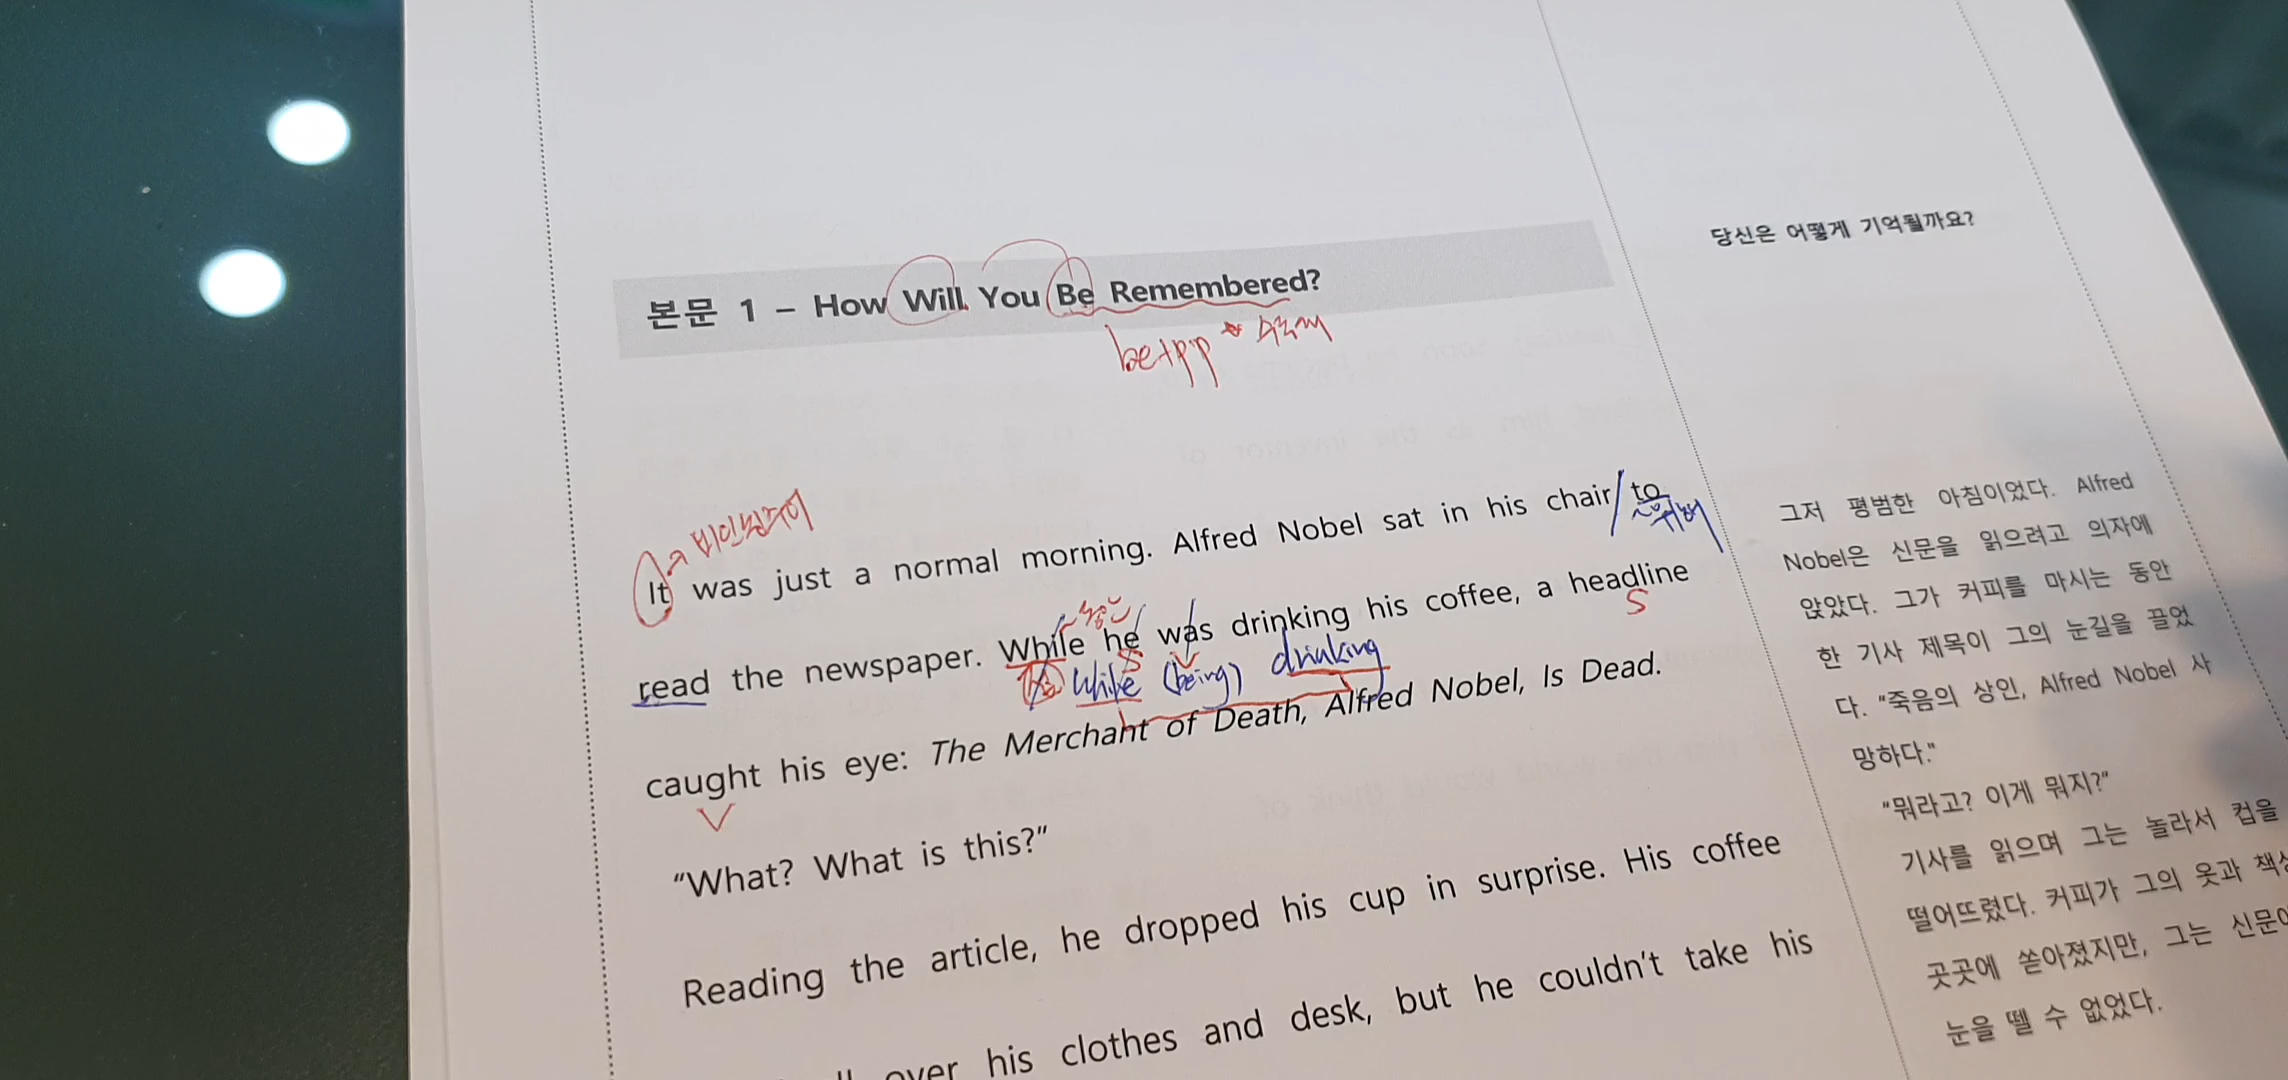 당신은 어떻게 기억될까요?
본문 1 – How Will You Be Remembered?
be+pp * 수동태
비인칭주어
It was just a normal morning. Alfred Nobel sat in his chair / to
위해
read the newspaper. While he was drinking his coffee, a headline
S
S V
While (being) drinking
caught his eye: The Merchant of Death, Alfred Nobel, Is Dead.
V
“What? What is this?”
Reading the article, he dropped his cup in surprise. His coffee
over his clothes and desk, but he couldn’t take his
그저 평범한 아침이었다. Alfred
Nobel은 신문을 읽으려고 의자에
앉았다. 그가 커피를 마시는 동안
한 기사 제목이 그의 눈길을 끌었
다. “죽음의 상인, Alfred Nobel 사
망하다.”
“뭐라고? 이게 뭐지?”
기사를 읽으며 그는 놀라서 컵을
떨어뜨렸다. 커피가 그의 옷과
곳곳에 쏟아졌지만, 그는
눈을 뗄 수 없었다.